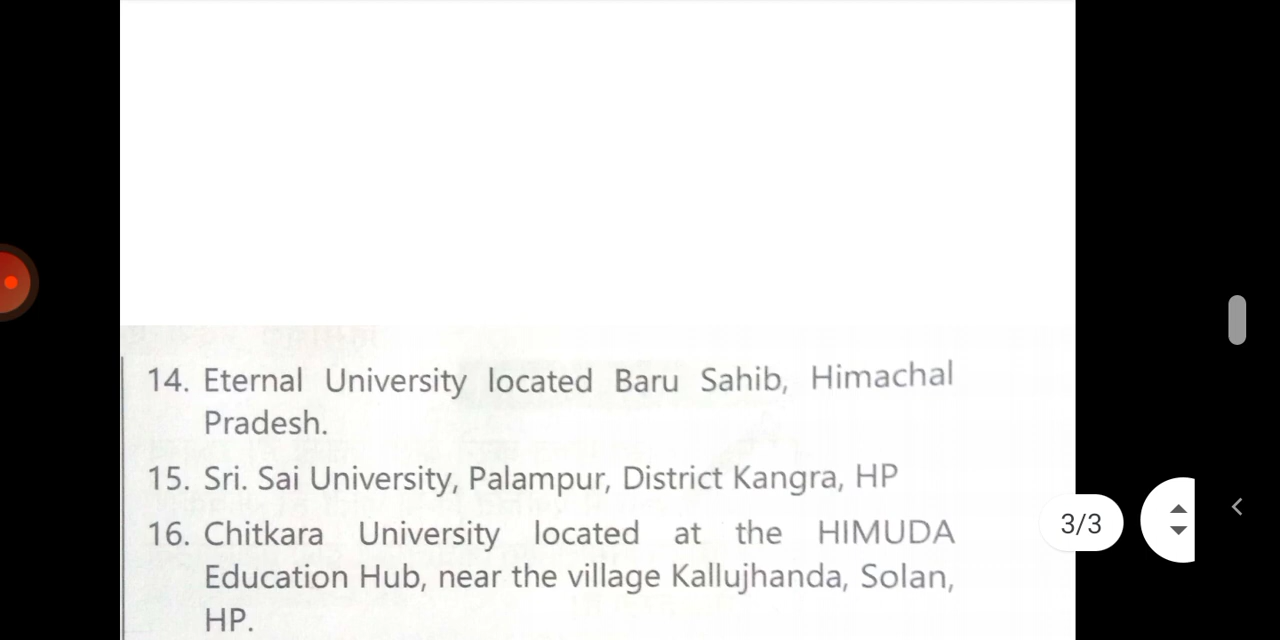 14. Eternal University located Baru Sahib, Himachal
Pradesh.
15. Sri. Sai University, Palampur, District Kangra, HP
16. Chitkara University located at the HIMUDA
Education Hub, near the village Kallujhanda, Solan,
HP.
3/3